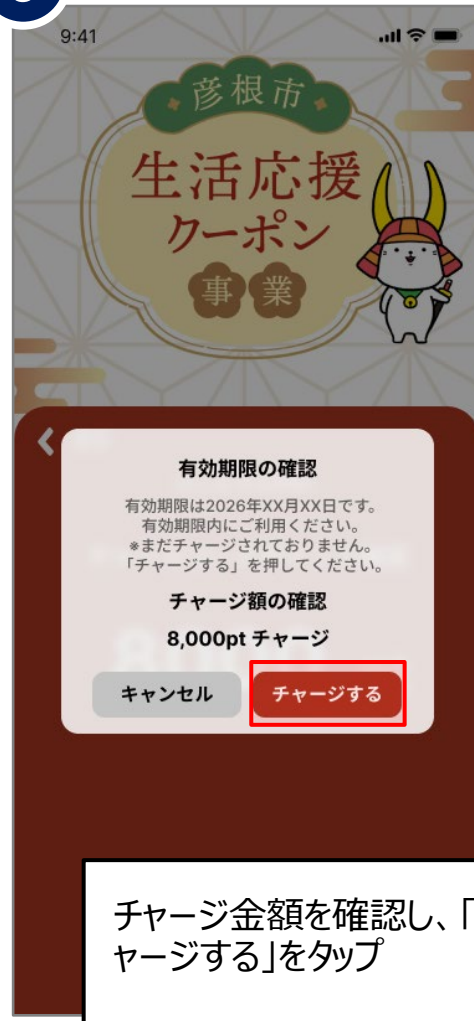 9:41
彦根市
生活応援
クーポン
事業
有効期限の確認
有効期限は2026年XX月XX日です。
有効期限内にご利用ください。
*まだチャージされておりません。
「チャージする」を押してください。
チャージ額の確認
8,000pt チャージ
キャンセル チャージする
チャージ金額を確認し、「
ャージする」をタップ